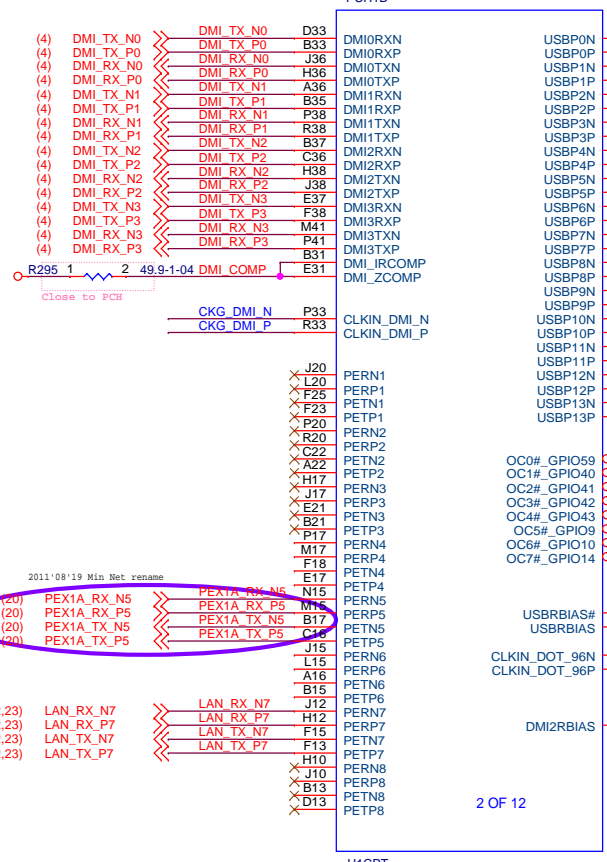 (4) DMI_TX_N0 DMI_TX_N0 D33 DMI0RXN USBP0N
(4) DMI_TX_P0 DMI_TX_P0 B33 DMI0RXP USBP0P
(4) DMI_RX_N0 DMI_RX_N0 J36 DMI0TXN USBP1N
(4) DMI_RX_P0 DMI_RX_P0 H36 DMI0TXP USBP1P
(4) DMI_TX_N1 DMI_TX_N1 A36 DMI1RXN USBP2N
(4) DMI_TX_P1 DMI_TX_P1 B35 DMI1RXP USBP2P
(4) DMI_RX_N1 DMI_RX_N1 P38 DMI1TXN USBP3N
(4) DMI_RX_P1 DMI_RX_P1 R38 DMI1TXP USBP3P
(4) DMI_TX_N2 DMI_TX_N2 B37 DMI2RXN USBP4N
(4) DMI_TX_P2 DMI_TX_P2 C36 DMI2RXP USBP4P
(4) DMI_RX_N2 DMI_RX_N2 H38 DMI2TXN USBP5N
(4) DMI_RX_P2 DMI_RX_P2 J38 DMI2TXP USBP5P
(4) DMI_TX_N3 DMI_TX_N3 E37 DMI3RXN USBP6N
(4) DMI_TX_P3 DMI_TX_P3 F38 DMI3RXP USBP6P
(4) DMI_RX_N3 DMI_RX_N3 M41 DMI3TXN USBP7N
(4) DMI_RX_P3 DMI_RX_P3 P41 DMI3TXP USBP7P
B31 DMI_IRCOMP USBP8N
R295 1 2 49.9-1-04 DMI_COMP E31 DMI_ZCOMP USBP8P
Close to PCH USBP9N
USBP9P
CKG_DMI_N P33 CLKIN_DMI_N USBP10N
CKG_DMI_P R33 CLKIN_DMI_P USBP10P
USBP11N
USBP11P
J20 PERN1 USBP12N
L20 PERP1 USBP12P
F25 PETN1 USBP13N
F23 PETP1 USBP13P
P20 PERN2
R20 PERP2
C22 PETN2 OC0#_GPIO59
A22 PETP2 OC1#_GPIO40
H17 PERN3 OC2#_GPIO41
J17 PERP3 OC3#_GPIO42
E21 PETN3 OC4#_GPIO43
B21 PETP3 OC5#_GPIO9
P17 PERN4 OC6#_GPIO10
M17 PERP4 OC7#_GPIO14
F18 PETN4
2011'08'19 Min Net rename E17 PETP4
(20) PEX1A_RX_N5 PEX1A_RX_N5 N15 PERN5
(20) PEX1A_RX_P5 PEX1A_RX_P5 M15 PERP5 USBRBIAS#
(20) PEX1A_TX_N5 PEX1A_TX_N5 B17 PETN5 USBRBIAS
(20) PEX1A_TX_P5 PEX1A_TX_P5 C16 PETP5
J15 PERN6 CLKIN_DOT_96N
L15 PERP6 CLKIN_DOT_96P
A16 PETN6
B15 PETP6
,23) LAN_RX_N7 LAN_RX_N7 J12 PERN7
,23) LAN_RX_P7 LAN_RX_P7 H12 PERP7 DMI2RBIAS
,23) LAN_TX_N7 LAN_TX_N7 F15 PETN7
,23) LAN_TX_P7 LAN_TX_P7 F13 PETP7
H10 PERN8
J10 PERP8
B13 PETN8 2 OF 12
D13 PETP8